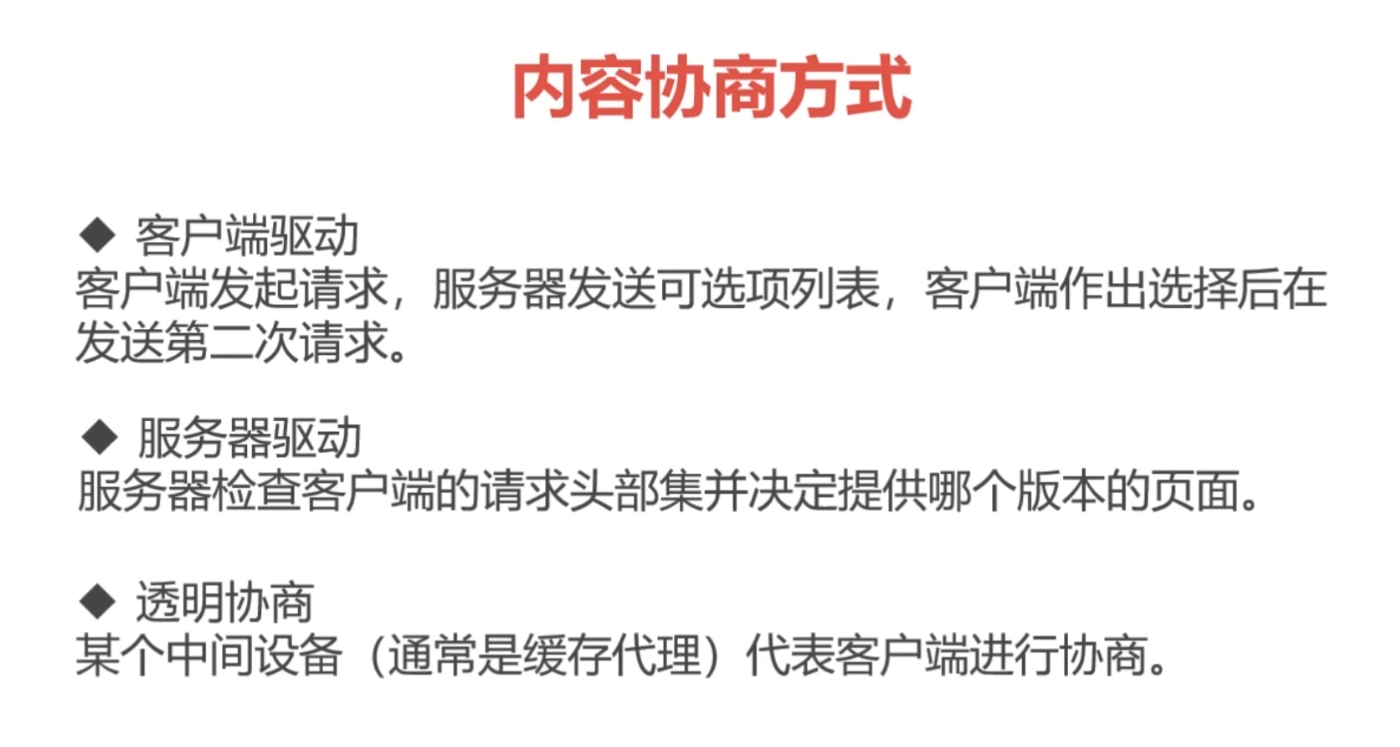 内容协商方式
◆ 客户端驱动
客户端发起请求，服务器发送可选项列表，客户端作出选择后在
发送第二次请求。
◆ 服务器驱动
服务器检查客户端的请求头部集并决定提供哪个版本的页面。
◆ 透明协商
某个中间设备（通常是缓存代理）代表客户端进行协商。